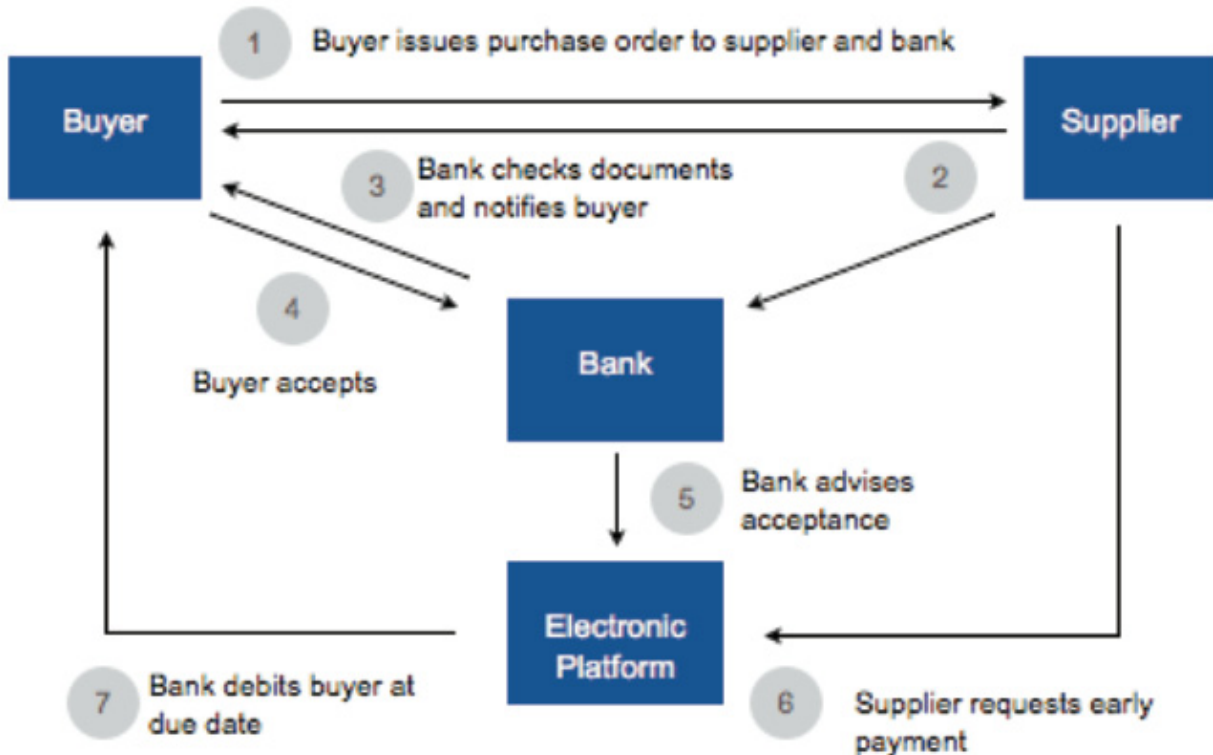 1
Buyer issues purchase order to supplier and bank
Buyer
Supplier
3
Bank checks documents
and notifies buyer
2
4
Buyer accepts
Bank
5
Bank advises
acceptance
Electronic
Platform
7
Bank debits buyer at
due date
6
Supplier requests early
payment